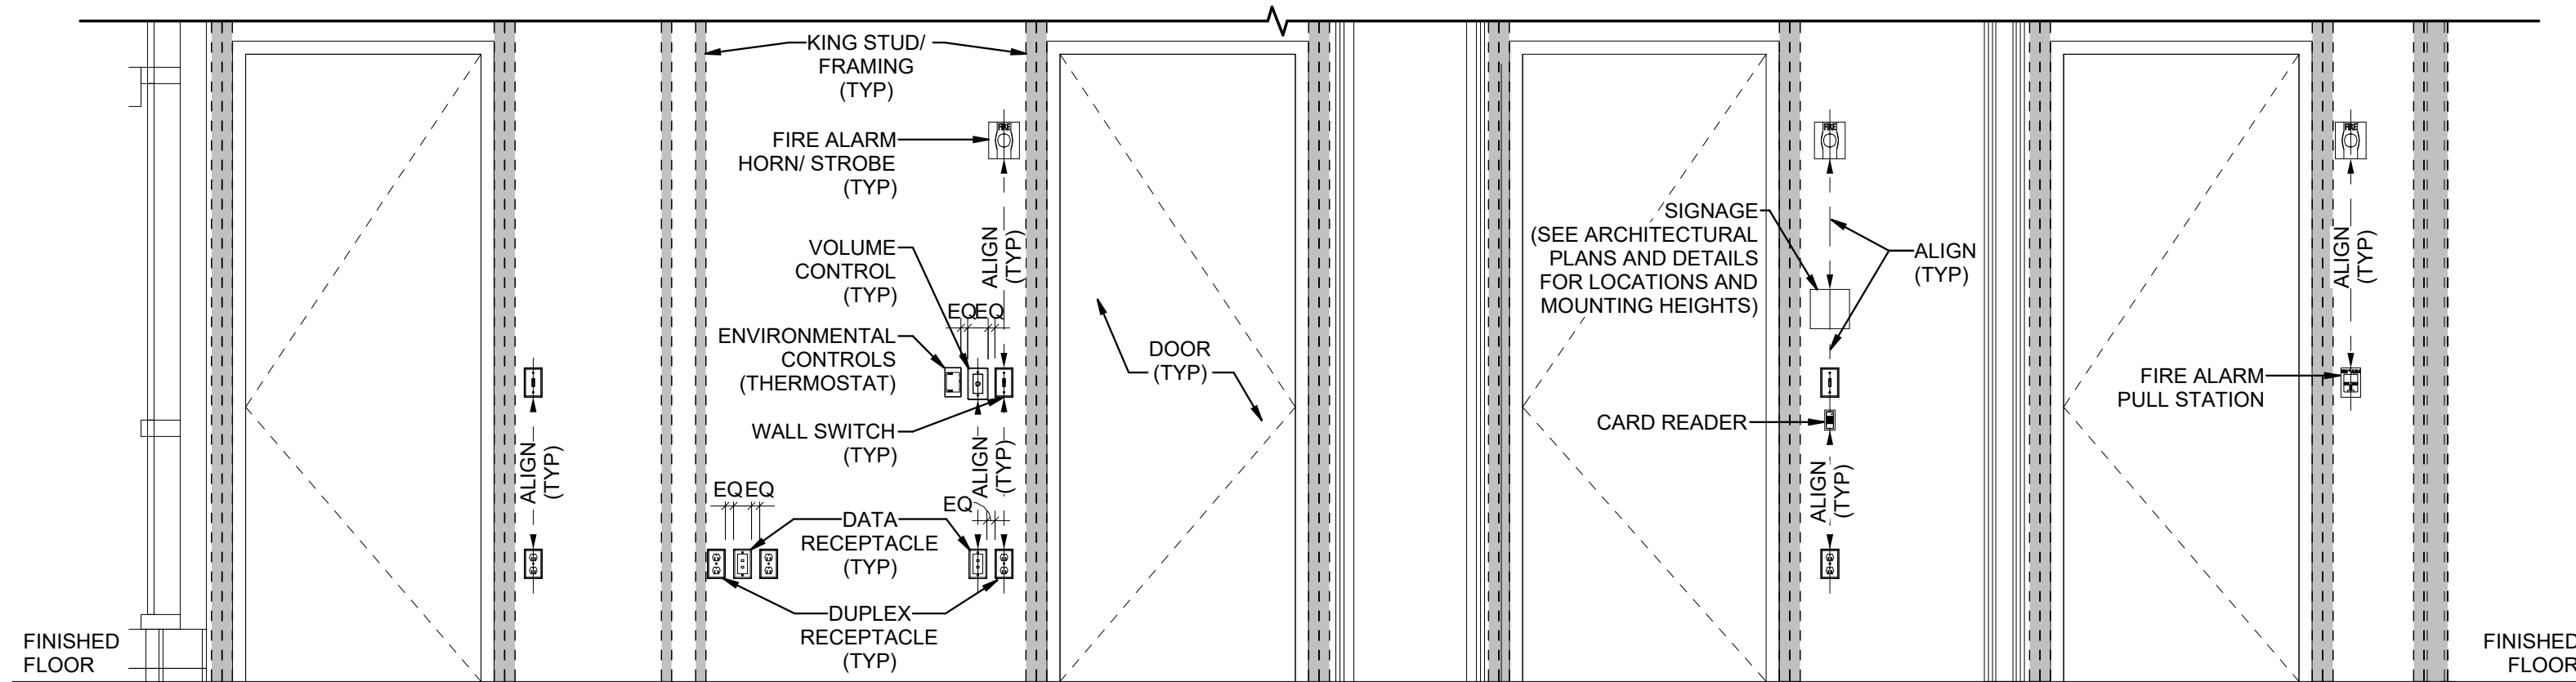 KING STUD/
FRAMING
(TYP)
FIRE ALARM
HORN/ STROBE
(TYP)
FIRE
ALIGN
(TYP)
VOLUME
CONTROL
(TYP)
EQ EQ
ENVIRONMENTAL
CONTROLS
(THERMOSTAT)
WALL SWITCH
(TYP)
ALIGN
(TYP)
ALIGN
(TYP)
EQ EQ
EQ
DATA
RECEPTACLE
(TYP)
DUPLEX
RECEPTACLE
(TYP)
DOOR
(TYP)
FIRE
SIGNAGE
(SEE ARCHITECTURAL
PLANS AND DETAILS
FOR LOCATIONS AND
MOUNTING HEIGHTS)
ALIGN
(TYP)
CARD READER
ALIGN
(TYP)
FIRE
ALIGN
(TYP)
FIRE ALARM
PULL STATION
FINISHED
FLOOR
FINISHED
FLOOR